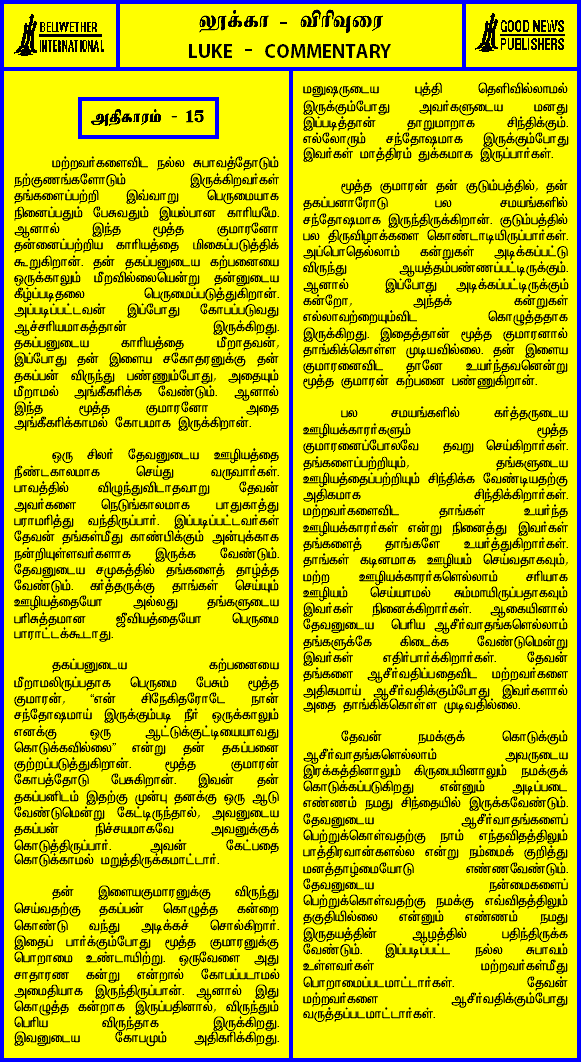 BELIWETHER
INTERNATIONAL
லூக்கா - விரிவுரை
LUKE - COMMENTARY
GOOD NEWS
PUBLISHERS
அதிகாரம் - 15
மற்றவர்களைவிட நல்ல சுபாவத்தோடும்
நற்குணங்களோடும் இருக்கிறவர்கள்
தங்களைப்பற்றி இவ்வாறு பெருமையாக
நினைப்பதும் பேசுவதும் இயல்பான காரியமே.
ஆனால் இந்த மூத்த குமாரனோ
தன்னைப்பற்றிய காரியத்தை மிகைப்படுத்திக்
கூறுகிறான். தன் தகப்பனுடைய கற்பனையை
ஒருக்காலும் மீறவில்லையென்று தன்னுடைய
கீழ்ப்படிதலை பெருமைப்படுத்துகிறான்.
அப்படிப்பட்டவன் இப்போது கோபப்படுவது
ஆச்சரியமாகத்தான் இருக்கிறது.
தகப்பனுடைய காரியத்தை மீறாதவன்,
இப்போது தன் இளைய சகோதரனுக்கு தன்
தகப்பன் விருந்து பண்ணும்போது, அதையும்
மீறாமல் அங்கீகரிக்க வேண்டும். ஆனால்
இந்த மூத்த குமாரனோ அதை
அங்கீகரிக்காமல் கோபமாக இருக்கிறான்.
ஒரு சிலர் தேவனுடைய ஊழியத்தை
நீண்டகாலமாக செய்து வருவார்கள்.
பாவத்தில் விழுந்துவிடாதவாறு தேவன்
அவர்களை நெடுங்காலமாக பாதுகாத்து
பராமரித்து வந்திருப்பார். இப்படிப்பட்டவர்கள்
தேவன் தங்கள்மீது காண்பிக்கும் அன்புக்காக
நன்றியுள்ளவர்களாக இருக்க வேண்டும்.
தேவனுடைய சமுகத்தில் தங்களைத் தாழ்த்த
வேண்டும். கர்த்தருக்கு தாங்கள் செய்யும்
ஊழியத்தையோ அல்லது தங்களுடைய
பரிசுத்தமான ஜீவியத்தையோ பெருமை
பாராட்டக்கூடாது.
தகப்பனுடைய கற்பனையை
மீறாமலிருப்பதாக பெருமை பேசும் மூத்த
குமாரன், “என் சிநேகிதரோடே நான்
சந்தோஷமாய் இருக்கும்படி நீர் ஒருக்காலும்
எனக்கு ஒரு ஆட்டுக்குட்டியையாவது
கொடுக்கவில்லை” என்று தன் தகப்பனை
குற்றப்படுத்துகிறான். மூத்த குமாரன்
கோபத்தோடு பேசுகிறான். இவன் தன்
தகப்பனிடம் இதற்கு முன்பு தனக்கு ஒரு ஆடு
வேண்டுமென்று கேட்டிருந்தால், அவனுடைய
தகப்பன் நிச்சயமாகவே அவனுக்குக்
கொடுத்திருப்பார். அவன் கேட்பதை
கொடுக்காமல் மறுத்திருக்கமாட்டார்.
தன் இளையகுமாரனுக்கு விருந்து
செய்வதற்கு தகப்பன் கொழுத்த கன்றை
கொண்டு வந்து அடிக்கச் சொல்கிறார்.
இதைப் பார்க்கும்போது மூத்த குமாரனுக்கு
பொறாமை உண்டாயிற்று. ஒருவேளை அது
சாதாரண கன்று என்றால் கோபப்படாமல்
அமைதியாக இருந்திருப்பான். ஆனால் இது
கொழுத்த கன்றாக இருப்பதினால், விருந்தும்
பெரிய விருந்தாக இருக்கிறது.
இவனுடைய கோபமும் அதிகரிக்கிறது.
மனுஷருடைய புத்தி தெளிவில்லாமல்
இருக்கும்போது அவர்களுடைய மனது
இப்படித்தான் தாறுமாறாக சிந்திக்கும்.
எல்லோரும் சந்தோஷமாக இருக்கும்போது
இவர்கள் மாத்திரம் துக்கமாக இருப்பார்கள்.
மூத்த குமாரன் தன் குடும்பத்தில், தன்
தகப்பனாரோடு பல சமயங்களில்
சந்தோஷமாக இருந்திருக்கிறான். குடும்பத்தில்
பல திருவிழாக்களை கொண்டாடியிருப்பார்கள்.
அப்பொதெல்லாம் கன்றுகள் அடிக்கப்பட்டு
விருந்து ஆயத்தம்பண்ணப்பட்டிருக்கும்.
ஆனால் இப்போது அடிக்கப்பட்டிருக்கும்
கன்றோ, அந்தக் கன்றுகள்
எல்லாவற்றையும்விட கொழுத்ததாக
இருக்கிறது. இதைத்தான் மூத்த குமாரனால்
தாங்கிக்கொள்ள முடியவில்லை. தன் இளைய
குமாரனைவிட தானே உயர்ந்தவனென்று
மூத்த குமாரன் கற்பனை பண்ணுகிறான்.
பல சமயங்களில் கர்த்தருடைய
ஊழியக்காரர்களும் மூத்த
குமாரனைப்போலவே தவறு செய்கிறார்கள்.
தங்களைப்பற்றியும், தங்களுடைய
ஊழியத்தைப்பற்றியும் சிந்திக்க வேண்டியதற்கு
அதிகமாக சிந்திக்கிறார்கள்.
மற்றவர்களைவிட தாங்கள் உயர்ந்த
ஊழியக்காரர்கள் என்று நினைத்து இவர்கள்
தங்களைத் தாங்களே உயர்த்துகிறார்கள்.
தாங்கள் கடினமாக ஊழியம் செய்வதாகவும்,
மற்ற ஊழியக்காரர்களெல்லாம் சரியாக
ஊழியம் செய்யாமல் சும்மாயிருப்பதாகவும்
இவர்கள் நினைக்கிறார்கள். ஆகையினால்
தேவனுடைய பெரிய ஆசீர்வாதங்களெல்லாம்
தங்களுக்கே கிடைக்க வேண்டுமென்று
இவர்கள் எதிர்பார்க்கிறார்கள். தேவன்
தங்களை ஆசீர்வதிப்பதைவிட மற்றவர்களை
அதிகமாய் ஆசீர்வதிக்கும்போது இவர்களால்
அதை தாங்கிக்கொள்ள முடிவதில்லை.
தேவன் நமக்குக் கொடுக்கும்
ஆசீர்வாதங்களெல்லாம் அவருடைய
இரக்கத்தினாலும் கிருபையினாலும் நமக்குக்
கொடுக்கப்படுகிறது என்னும் அடிப்படை
எண்ணம் நமது சிந்தையில் இருக்கவேண்டும்.
தேவனுடைய ஆசீர்வாதங்களைப்
பெற்றுக்கொள்வதற்கு நாம் எந்தவிதத்திலும்
பாத்திரவான்களல்ல என்று நம்மைக் குறித்து
மனத்தாழ்மையோடு எண்ணவேண்டும்.
தேவனுடைய நன்மைகளைப்
பெற்றுக்கொள்வதற்கு நமக்கு எவ்விதத்திலும்
தகுதியில்லை என்னும் எண்ணம் நமது
இருதயத்தின் ஆழத்தில் பதிந்திருக்க
வேண்டும். இப்படிப்பட்ட நல்ல சுபாவம்
உள்ளவர்கள் மற்றவர்கள்மீது
பொறாமைப்படமாட்டார்கள். தேவன்
மற்றவர்களை ஆசீர்வதிக்கும்போது
வருத்தப்படமாட்டார்கள்.